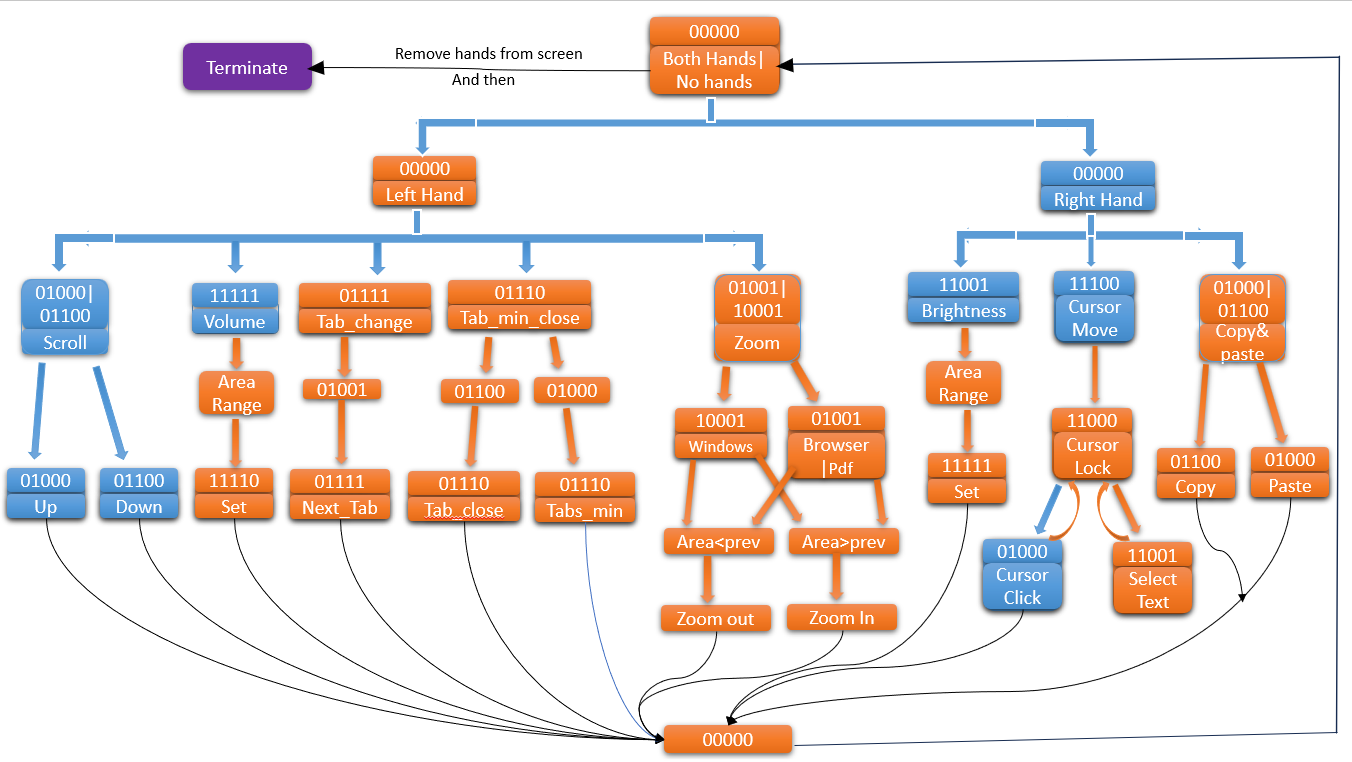 00000
Both Hands|
No hands
Remove hands from screen
And then
Terminate
00000
Left Hand
00000
Right Hand
01000|
01100
Scroll
11111
Volume
01111
Tab_change
01110
Tab_min_close
01001|
10001
Zoom
11001
Brightness
11100
Cursor
Move
01000|
01100
Copy&
paste
Area
Range
01001
01100
01000
Area
Range
10001
Windows
01001
Browser
|Pdf
11000
Cursor
Lock
01000
Up
01100
Down
11110
Set
01111
Next_Tab
01110
Tab_close
01110
Tabs_min
11111
Set
01100
Copy
01000
Paste
Area<prev
Area>prev
01000
Cursor
Click
11001
Select
Text
Zoom out
Zoom In
00000